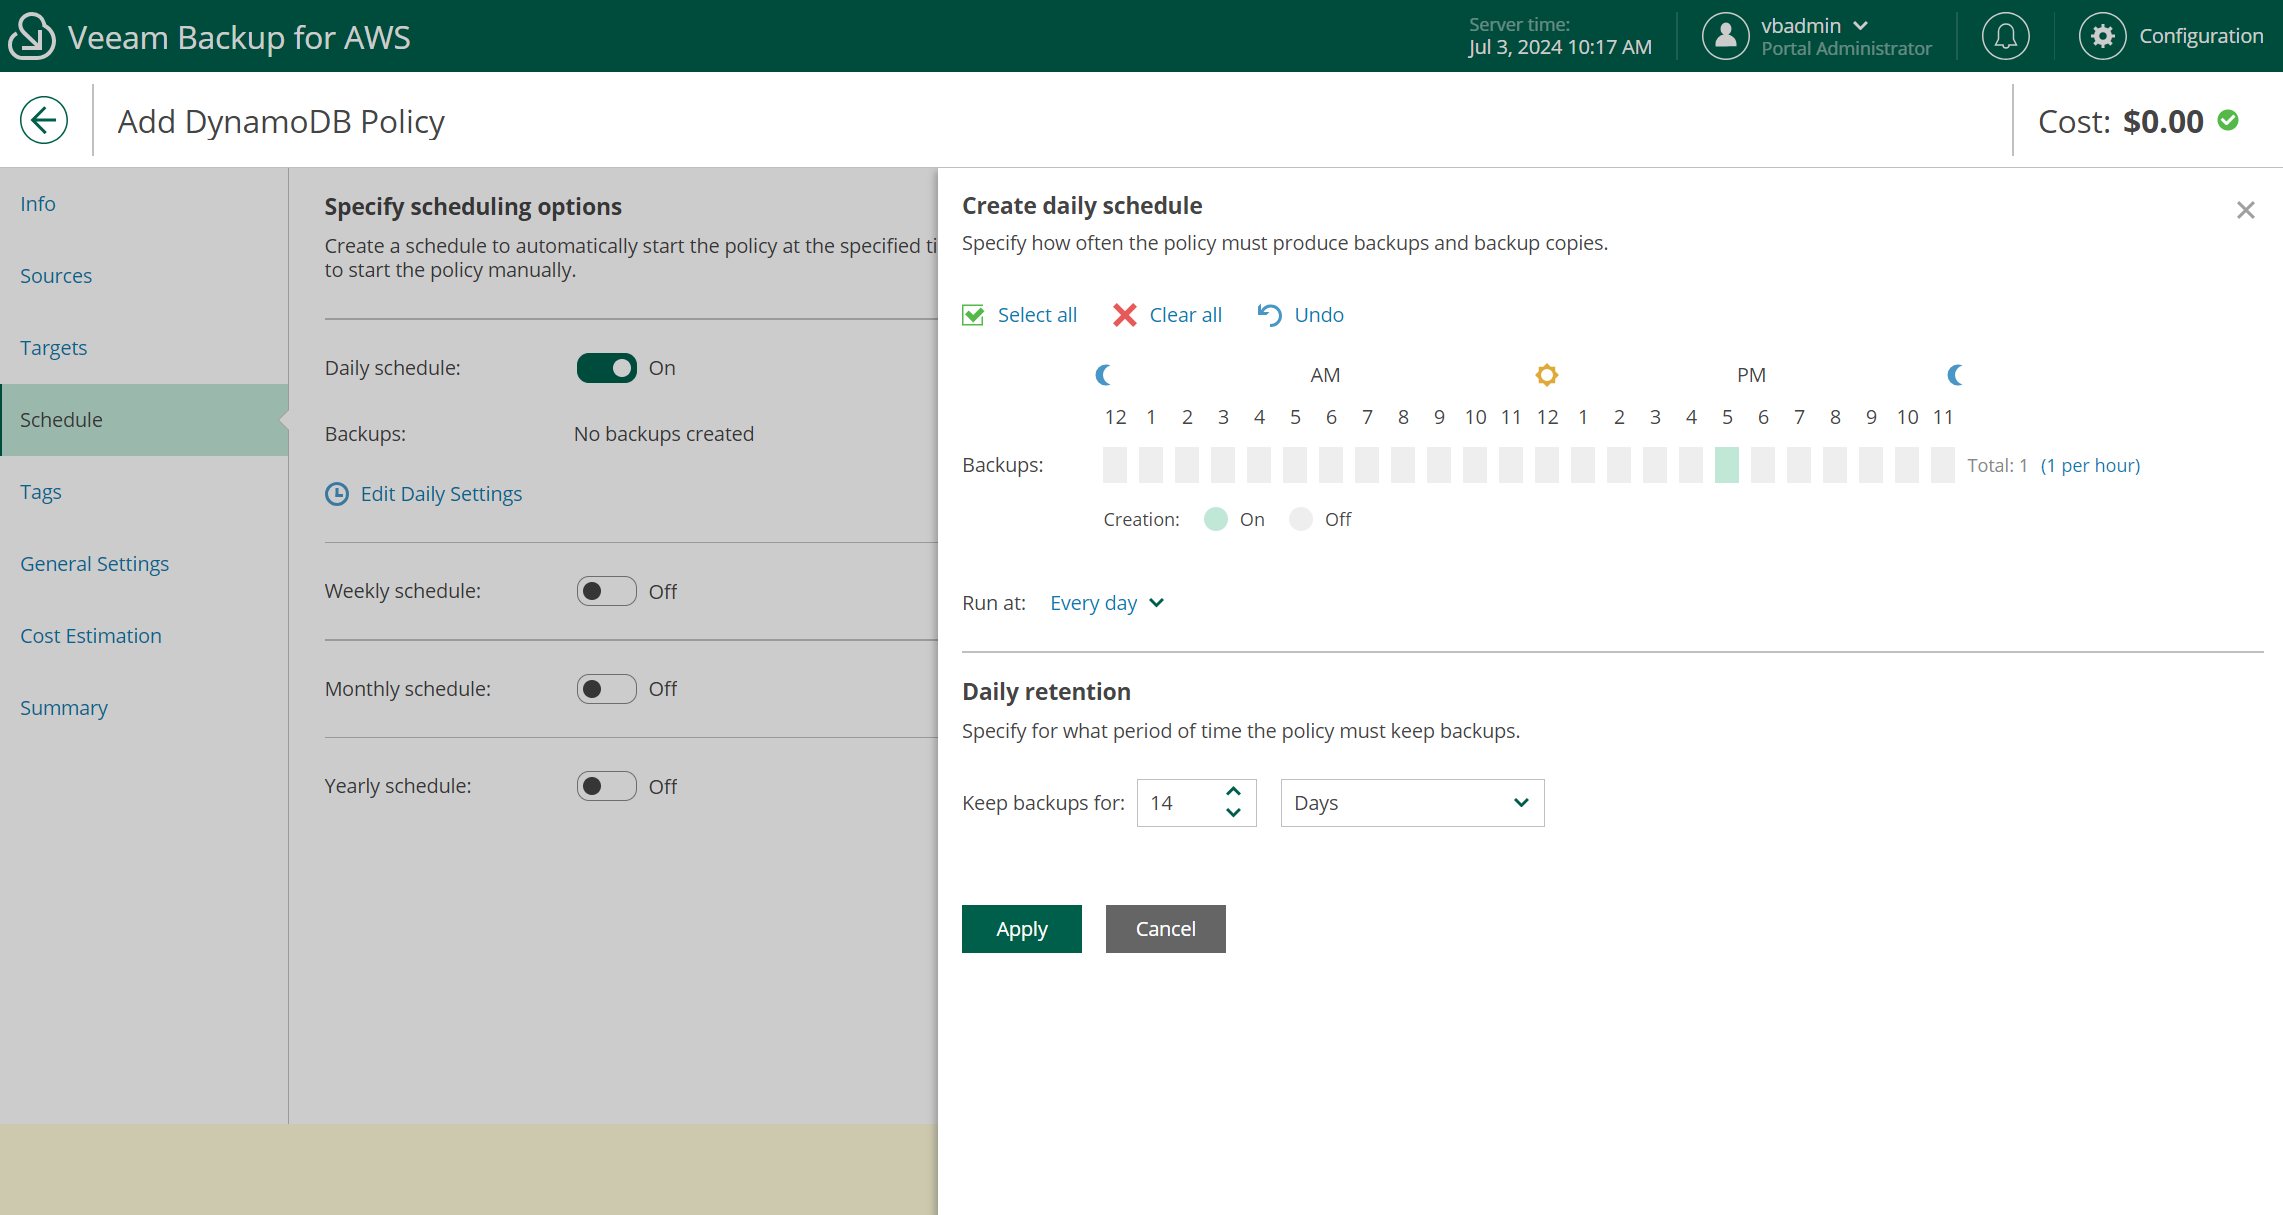 Veeam Backup for AWS
Server time:
Jul 3, 2024 10:17 AM
vbadmin
Portal Administrator
Configuration
Add DynamoDB Policy
Cost: $0.00
Info
Sources
Targets
Schedule
Tags
General Settings
Cost Estimation
Summary
Specify scheduling options
Create a schedule to automatically start the policy at the specified ti
to start the policy manually.
Daily schedule: On
Backups: No backups created
Edit Daily Settings
Weekly schedule: Off
Monthly schedule: Off
Yearly schedule: Off
Create daily schedule
Specify how often the policy must produce backups and backup copies.
Select all Clear all Undo
AM PM
12 1 2 3 4 5 6 7 8 9 10 11 12 1 2 3 4 5 6 7 8 9 10 11
Backups: Total: 1 (1 per hour)
Creation: On Off
Run at: Every day
Daily retention
Specify for what period of time the policy must keep backups.
Keep backups for: 14 Days
Apply Cancel